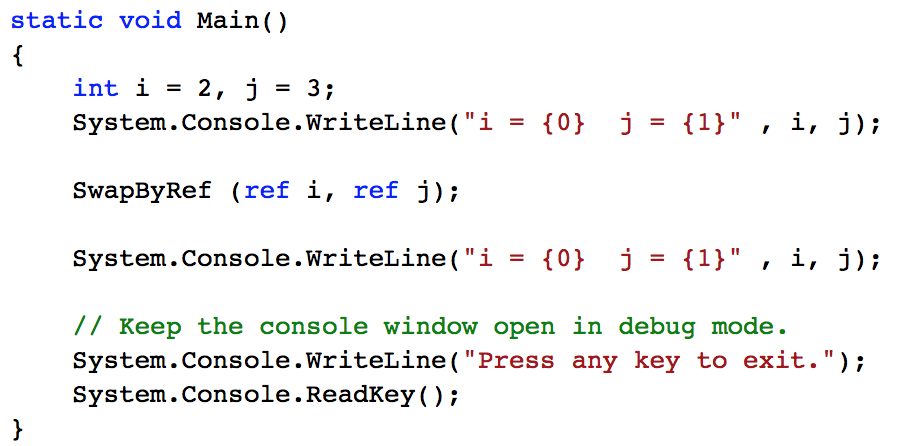 static void Main()
{
    int i = 2, j = 3;
    System.Console.WriteLine("i = {0}  j = {1}" , i, j);

    SwapByRef (ref i, ref j);

    System.Console.WriteLine("i = {0}  j = {1}" , i, j);

    // Keep the console window open in debug mode.
    System.Console.WriteLine("Press any key to exit.");
    System.Console.ReadKey();
}